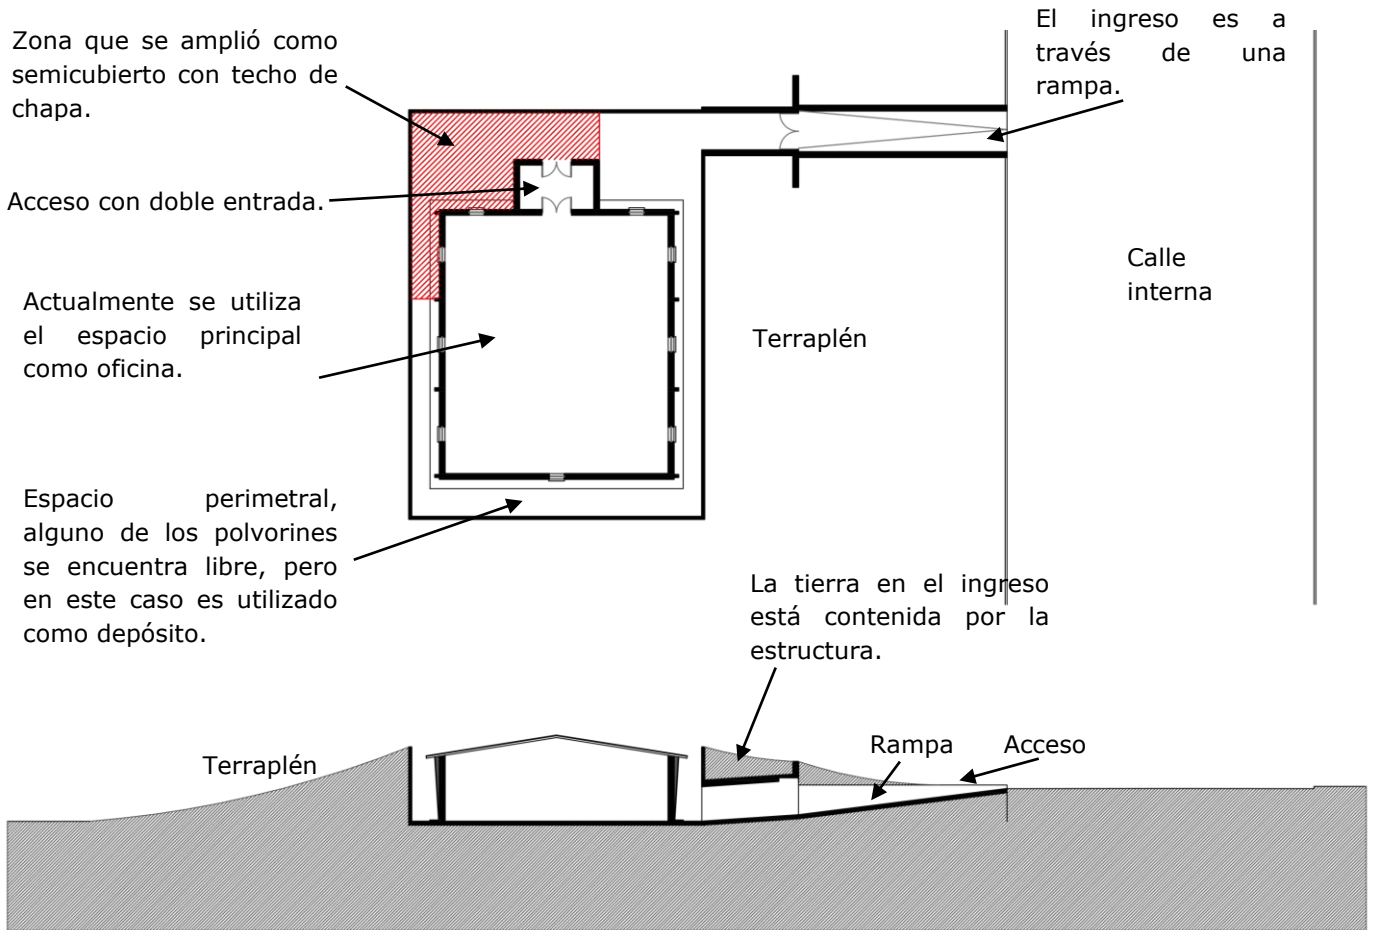 El ingreso es a
través de una
rampa.
Zona que se amplió como
semicubierto con techo de
chapa.
Acceso con doble entrada.
Calle
interna
Actualmente se utiliza
el espacio principal
como oficina.
Terraplén
Espacio perimetral,
alguno de los polvorines
se encuentra libre, pero
en este caso es utilizado
como depósito.
La tierra en el ingreso
está contenida por la
estructura.
Terraplén
Rampa
Acceso